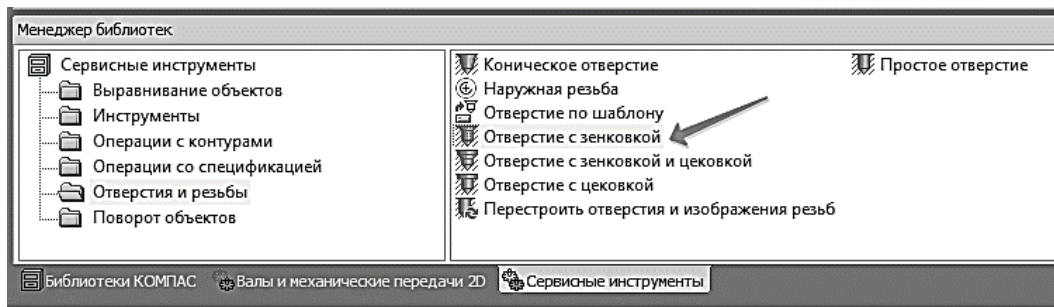 Менеджер библиотек
Сервисные инструменты
Выравнивание объектов
Инструменты
Операции с контурами
Операции со спецификацией
Отверстия и резьбы
Поворот объектов
Коническое отверстие
Наружная резьба
Отверстие по шаблону
Отверстие с зенковкой
Отверстие с зенковкой и цековкой
Отверстие с цековкой
Перестроить отверстия и изображения резьб
Простое отверстие
Библиотеки КОМПАС Валы и механические передачи 2D Сервисные инструменты